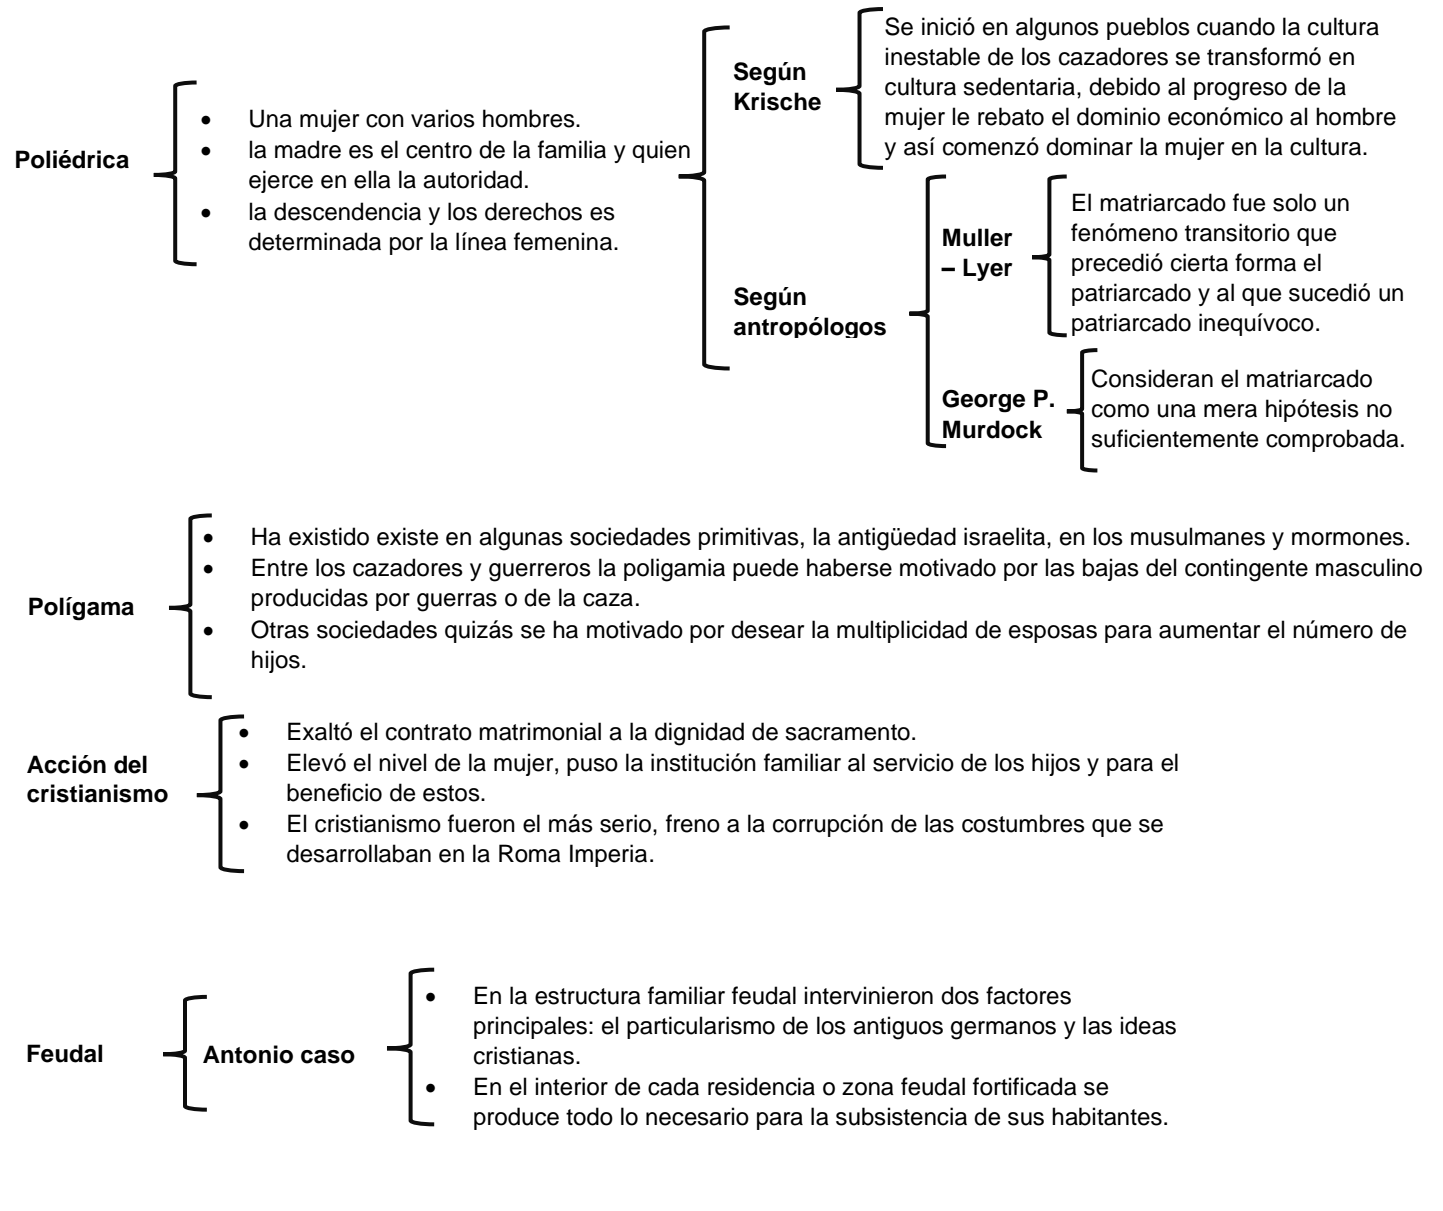 Poliédrica
• Una mujer con varios hombres.
• la madre es el centro de la familia y quien
ejerce en ella la autoridad.
• la descendencia y los derechos es
determinada por la línea femenina.
Según
Krische
Se inició en algunos pueblos cuando la cultura
inestable de los cazadores se transformó en
cultura sedentaria, debido al progreso de la
mujer le rebato el dominio económico al hombre
y así comenzó dominar la mujer en la cultura.
Según
antropólogos
Muller
– Lyer
El matriarcado fue solo un
fenómeno transitorio que
precedió cierta forma el
patriarcado y al que sucedió un
patriarcado inequívoco.
George P.
Murdock
Consideran el matriarcado
como una mera hipótesis no
suficientemente comprobada.
Polígama
• Ha existido existe en algunas sociedades primitivas, la antigüedad israelita, en los musulmanes y mormones.
• Entre los cazadores y guerreros la poligamia puede haberse motivado por las bajas del contingente masculino
producidas por guerras o de la caza.
• Otras sociedades quizás se ha motivado por desear la multiplicidad de esposas para aumentar el número de
hijos.
Acción del
cristianismo
• Exaltó el contrato matrimonial a la dignidad de sacramento.
• Elevó el nivel de la mujer, puso la institución familiar al servicio de los hijos y para el
beneficio de estos.
• El cristianismo fueron el más serio, freno a la corrupción de las costumbres que se
desarrollaban en la Roma Imperia.
Feudal
Antonio caso
• En la estructura familiar feudal intervinieron dos factores
principales: el particularismo de los antiguos germanos y las ideas
cristianas.
• En el interior de cada residencia o zona feudal fortificada se
produce todo lo necesario para la subsistencia de sus habitantes.